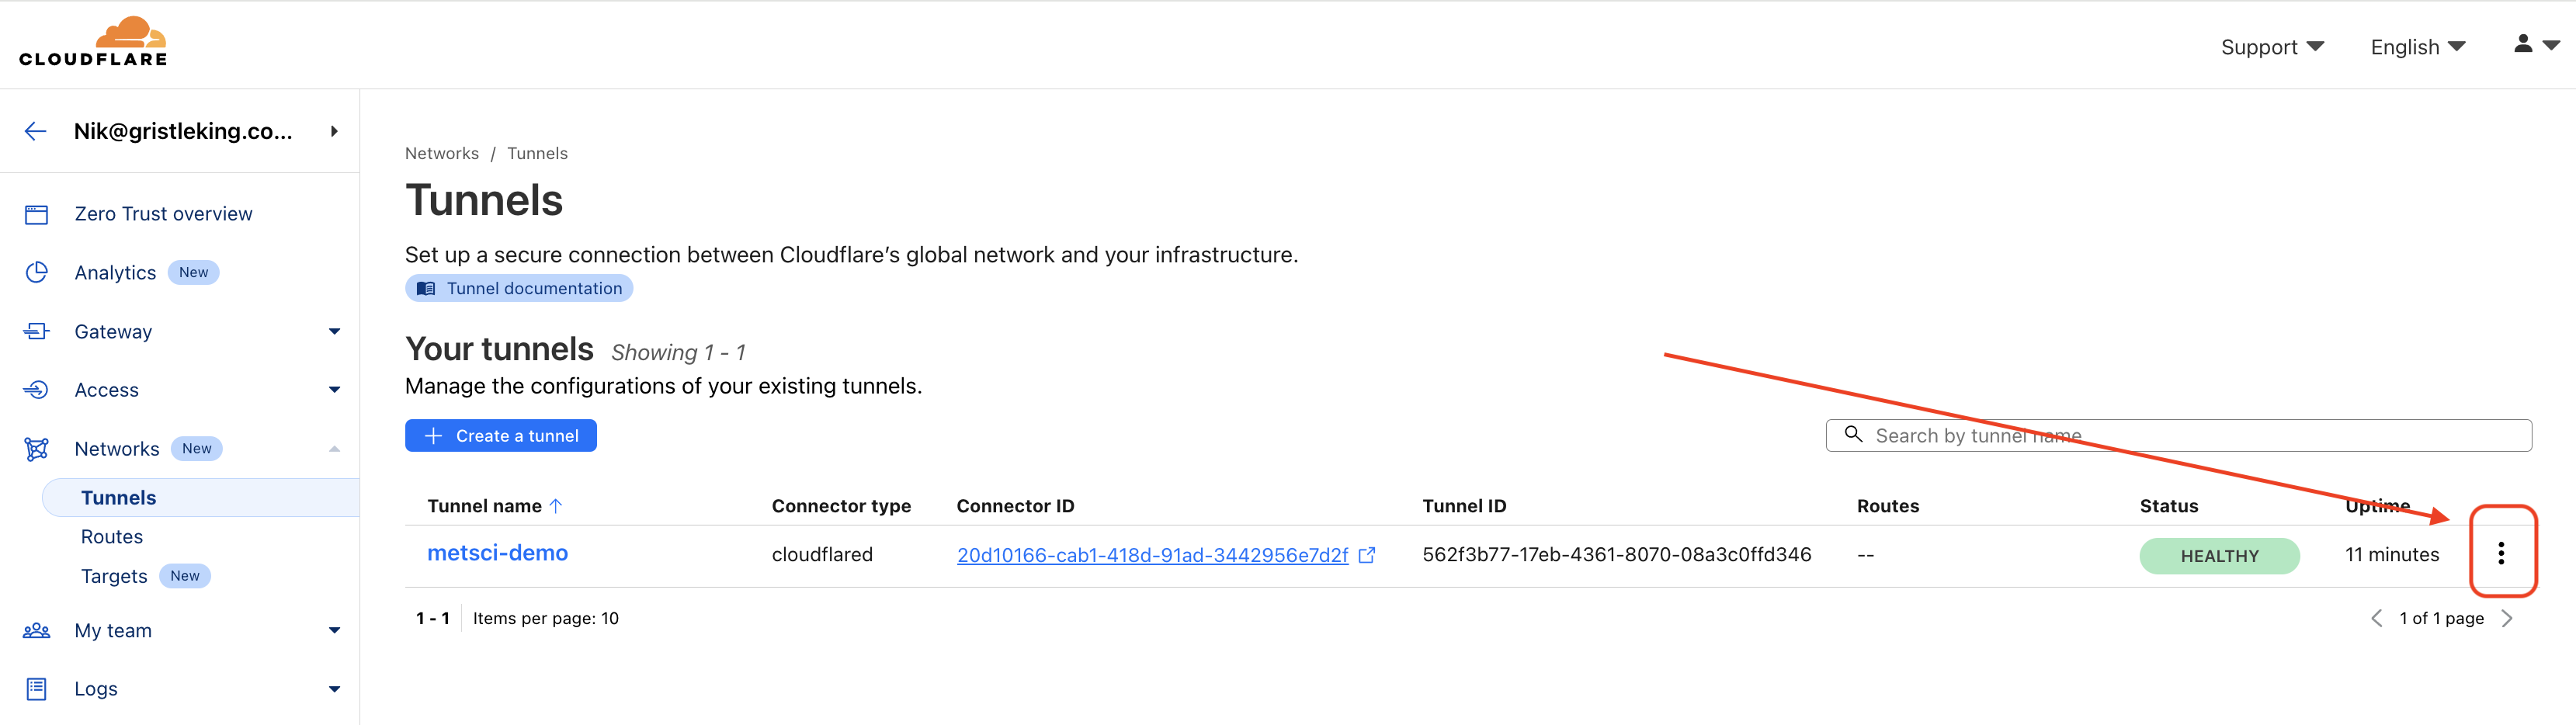 CLOUDFLARE
Support
English
Nik@gristleking.co...
Zero Trust overview
Analytics New
Gateway
Access
Networks New
Tunnels
Routes
Targets New
My team
Logs
Networks / Tunnels
Tunnels
Set up a secure connection between Cloudflare’s global network and your infrastructure.
Tunnel documentation
Your tunnels Showing 1 - 1
Manage the configurations of your existing tunnels.
+ Create a tunnel
Search by tunnel name
Tunnel name ↑ Connector type Connector ID Tunnel ID Routes Status Uptime
metsci-demo cloudflared 20d10166-cab1-418d-91ad-3442956e7d2f 562f3b77-17eb-4361-8070-08a3c0ffd346 -- HEALTHY 11 minutes
1 - 1 Items per page: 10 1 of 1 page